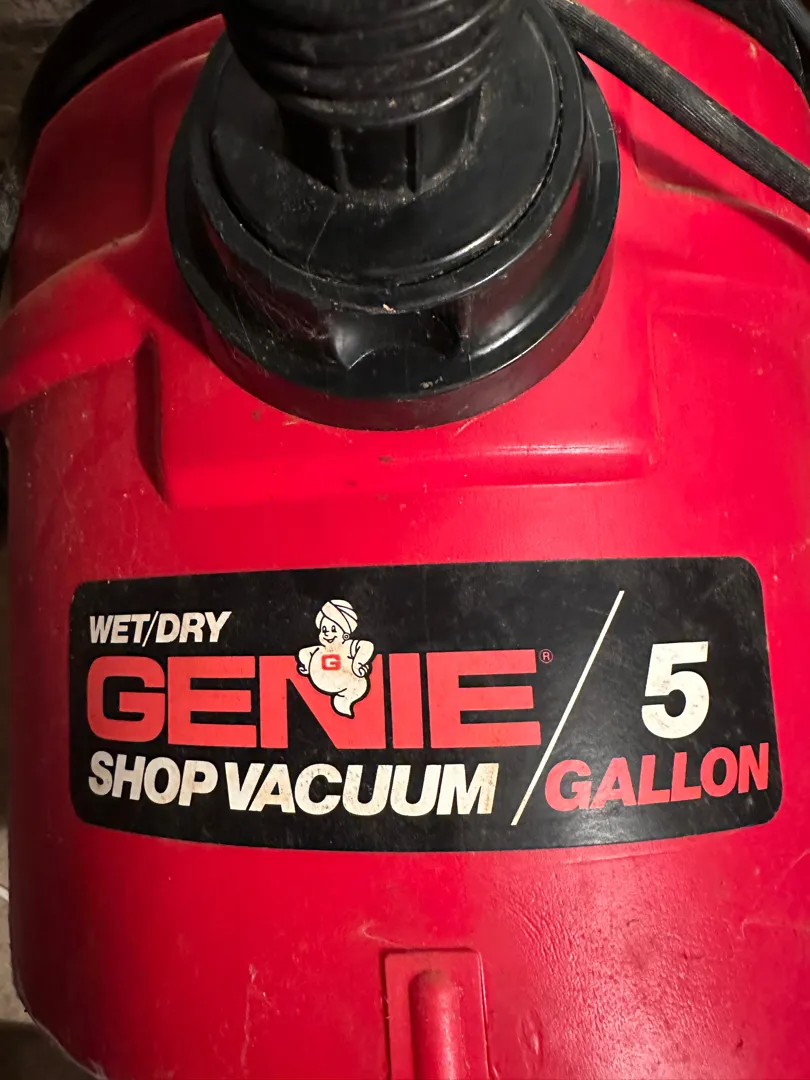 WET/DRY
GENIE®
G
SHOP VACUUM
5
GALLON